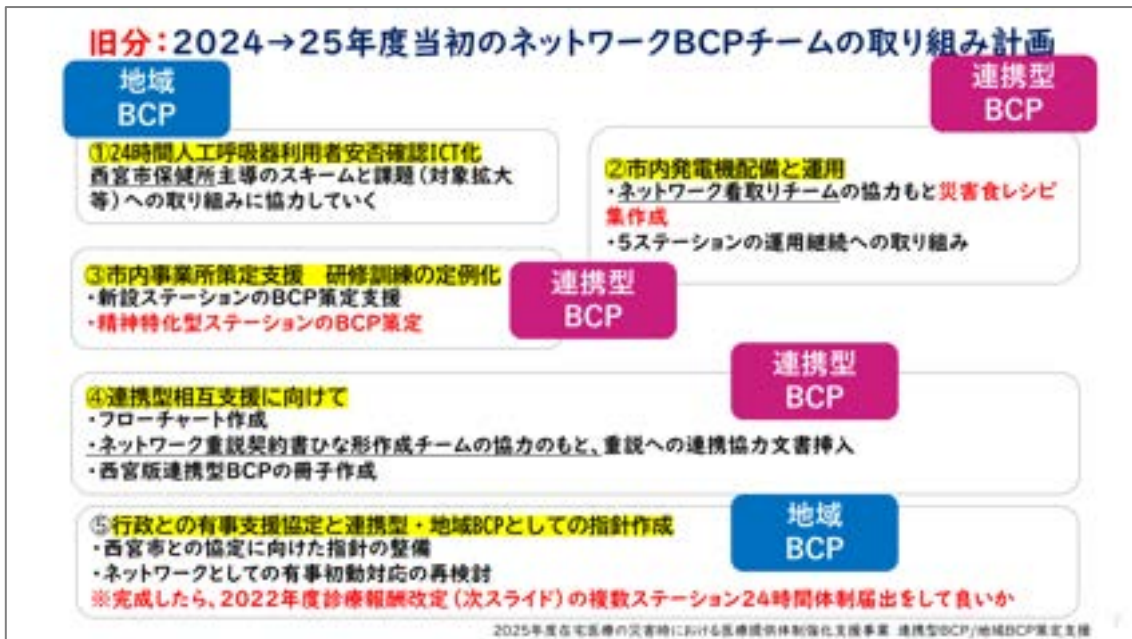 旧分:2024→25年度当初のネットワークBCPチームの取り組み計画
地域
BCP
連携型
BCP
①24時間人工呼吸器利用者安否確認ICT化
西宮市保健所主導のスキームと課題(対象拡大
等)への取り組みに協力していく
②市内発電機配備と運用
・ネットワーク看取りチームの協力もと災害食レシピ
集作成
・5ステーションの運用継続への取り組み
③市内事業所策定支援 研修訓練の定例化
・新設ステーションのBCP策定支援
・精神特化型ステーションのBCP策定
連携型
BCP
連携型
BCP
④連携型相互支援に向けて
・フローチャート作成
・ネットワーク重説契約書ひな形作成チームの協力のもと、重説への連携協力文書挿入
・西宮版連携型BCPの冊子作成
地域
BCP
⑤行政との有事支援協定と連携型・地域BCPとしての指針作成
・西宮市との協定に向けた指針の整備
・ネットワークとしての有事初動対応の再検討
※完成したら、2022年度診療報酬改定(次スライド)の複数ステーション24時間体制届出をして良いか
2025年度在宅医療の災害時における医療提供体制強化支援事業 連携型BCP/地域BCP策定支援